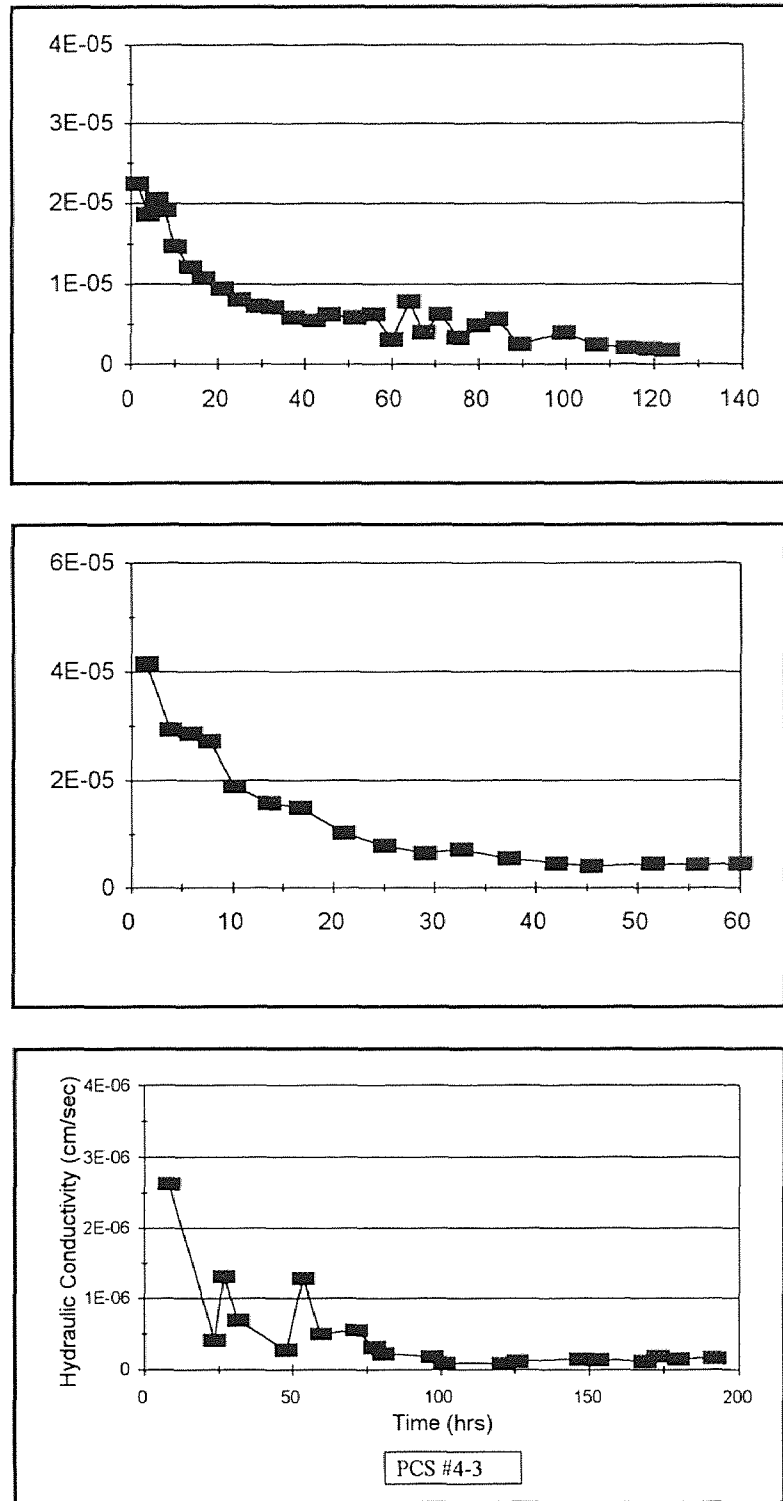 4E-05
3E-05
2E-05
1E-05
0
0 20 40 60 80 100 120 140
6E-05
4E-05
2E-05
0
0 10 20 30 40 50 60
Hydraulic Conductivity (cm/sec)
4E-06
3E-06
2E-06
1E-06
0
0 50 100 150 200
Time (hrs)
PCS #4-3